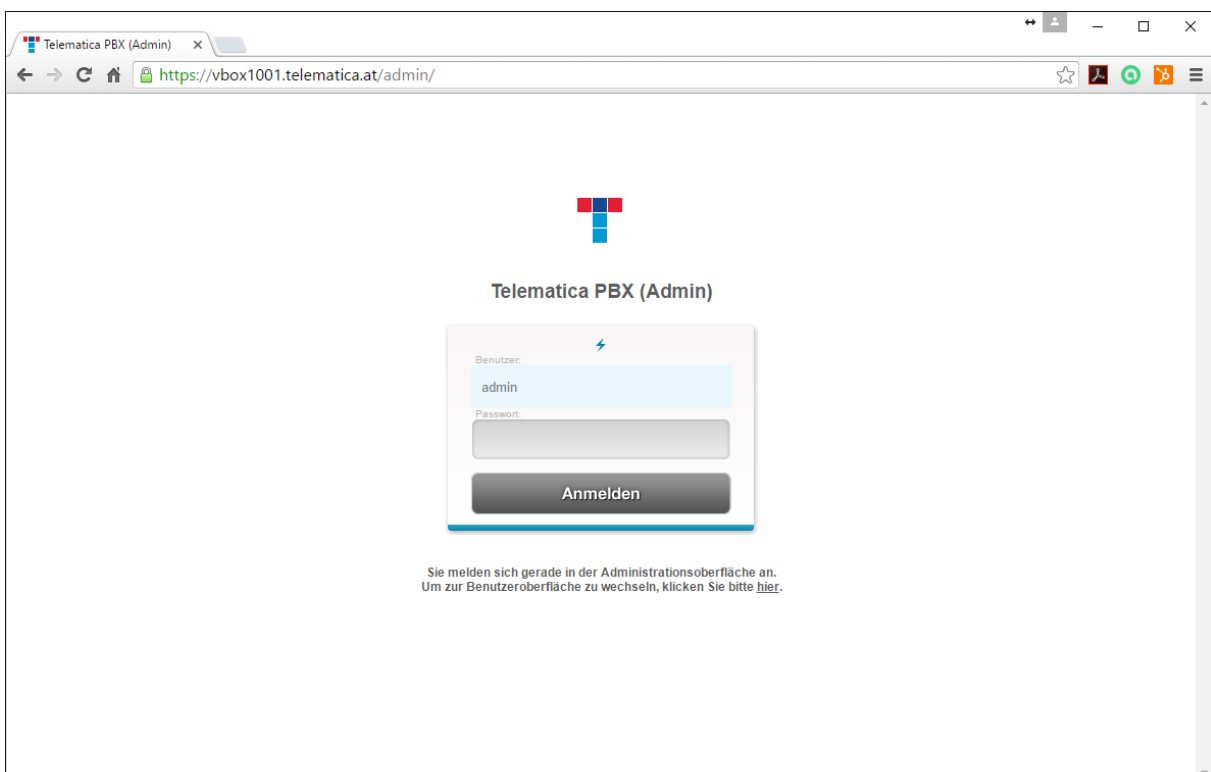 Telematica PBX (Admin)
https://vbox1001.telematica.at/admin/
Telematica PBX (Admin)
Benutzer:
admin
Passwort:
Anmelden
Sie melden sich gerade in der Administrationsoberfläche an.
Um zur Benutzeroberfläche zu wechseln, klicken Sie bitte hier.